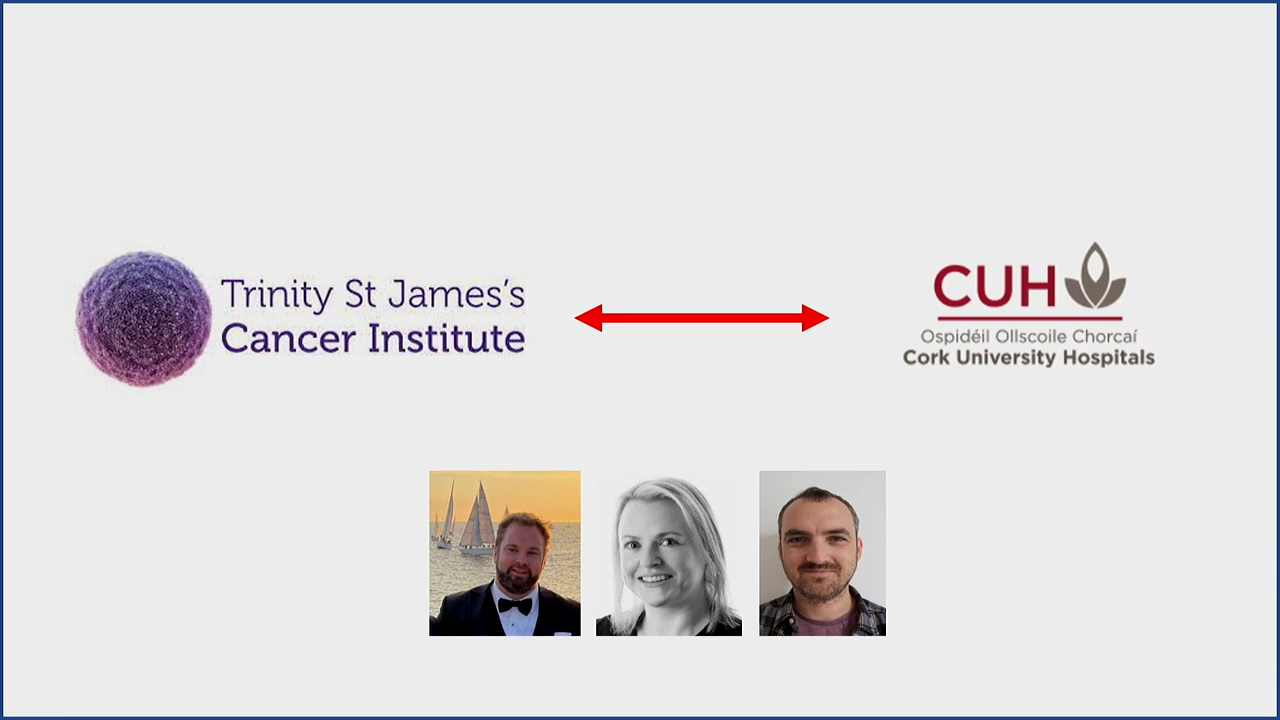 Trinity St James's
Cancer Institute
CUH
Ospidéil Ollscoile Chorcaí
Cork University Hospitals